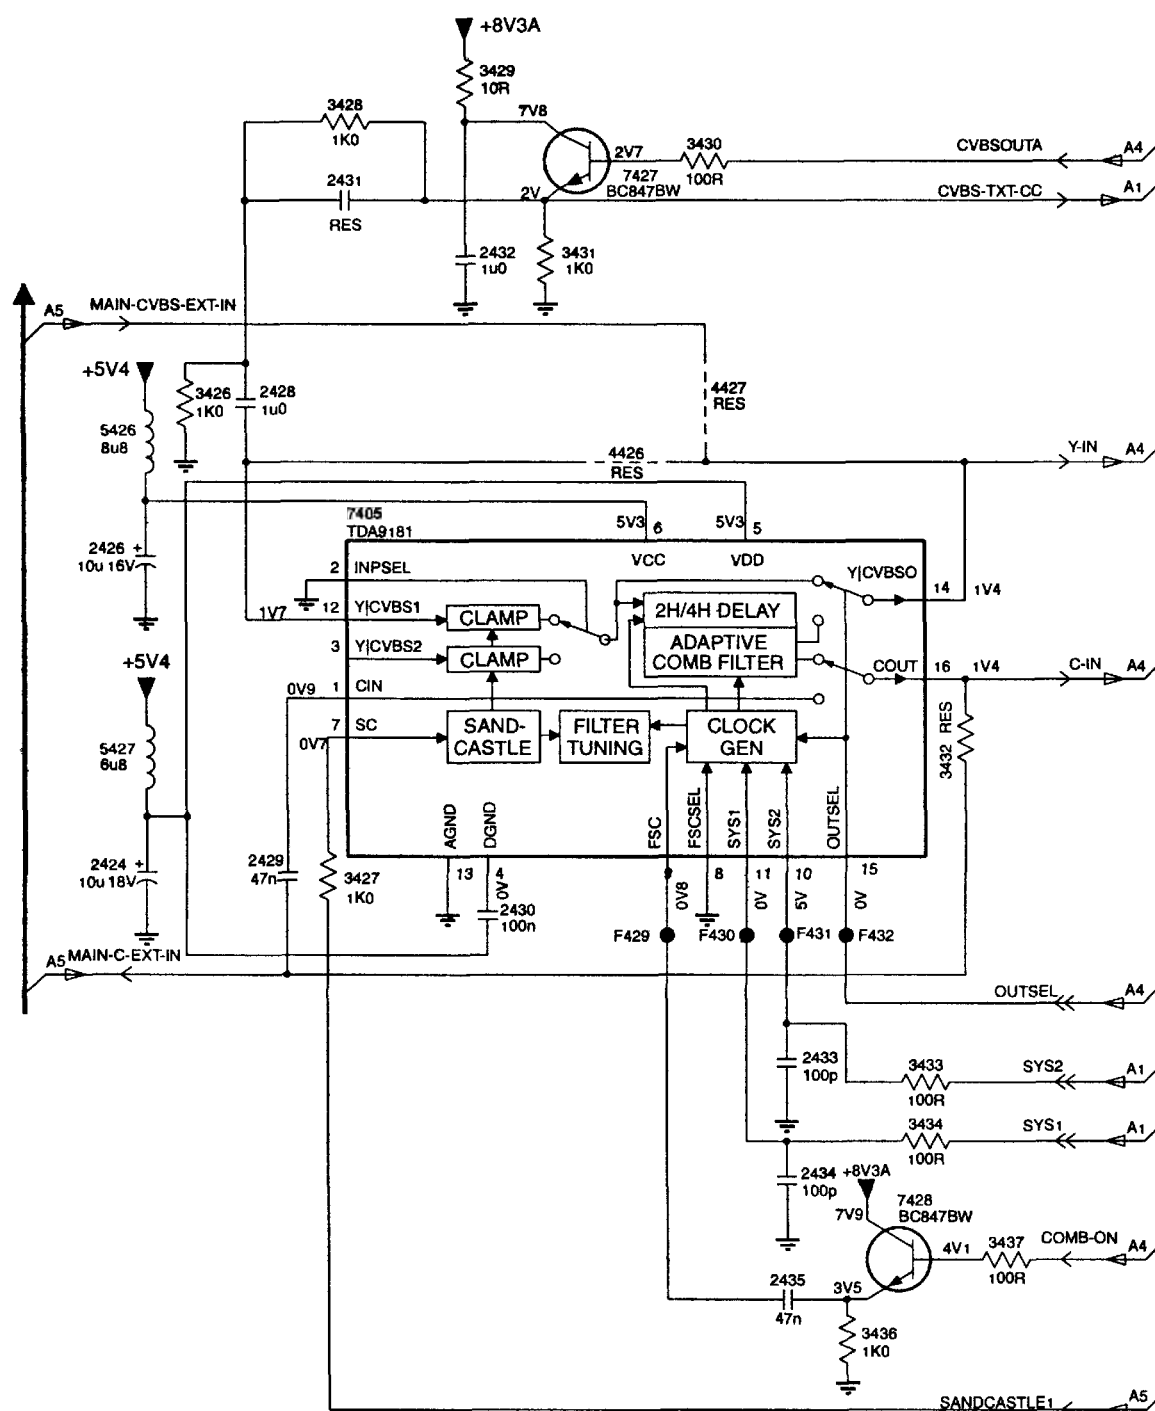 +8V3A
3429
10R
3428
1K0
7V8
2V7
3430
100R
CVBSOUTA
A4
7427
BC847BW
2431
RES
2V
CVBS-TXT-CC
A1
2432
1u0
3431
1K0
A5
MAIN-CVBS-EXT-IN
+5V4
3426
1K0
2428
1u0
4427
RES
5426
8u8
4426
RES
Y-IN
A4
7405
TDA9181
5V3
6
5V3
5
2426
10u 16V
+
2
INPSEL
VCC
VDD
Y|CVBSO
14
1V4
1V7
12
Y|CVBS1
CLAMP
2H/4H DELAY
3
Y|CVBS2
CLAMP
ADAPTIVE
COMB FILTER
COUT
16
1V4
C-IN
A4
+5V4
0V9
1
CIN
7
SC
0V7
SAND-
CASTLE
FILTER
TUNING
CLOCK
GEN
3432 RES
5427
6u8
AGND
DGND
FSC
FSCSEL
SYS1
SYS2
OUTSEL
2424
10u 18V
+
2429
47n
3427
1K0
13
4
0V
2430
100n
9
0V8
8
11
0V
10
5V
15
0V
F429
F430
F431
F432
A5
MAIN-C-EXT-IN
OUTSEL
A4
2433
100p
3433
100R
SYS2
A1
3434
100R
SYS1
A1
2434
100p
+8V3A
7428
BC847BW
7V9
4V1
3437
100R
COMB-ON
A4
2435
47n
3V5
3436
1K0
SANDCASTLE1
A5